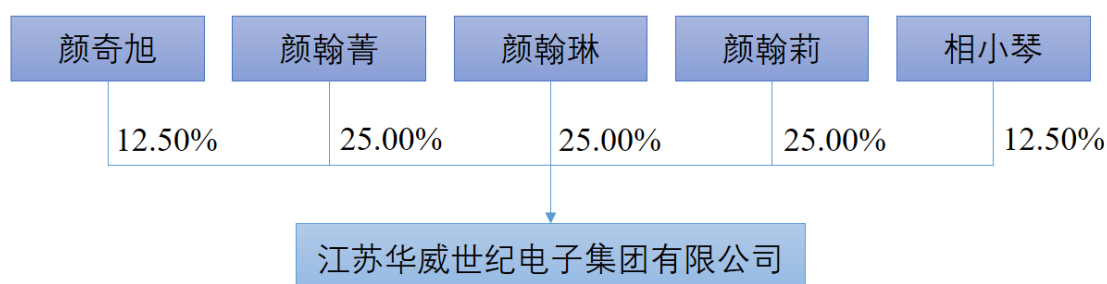 颜奇旭 颜翰菁 颜翰琳 颜翰莉 相小琴
12.50% 25.00% 25.00% 25.00% 12.50%
江苏华威世纪电子集团有限公司